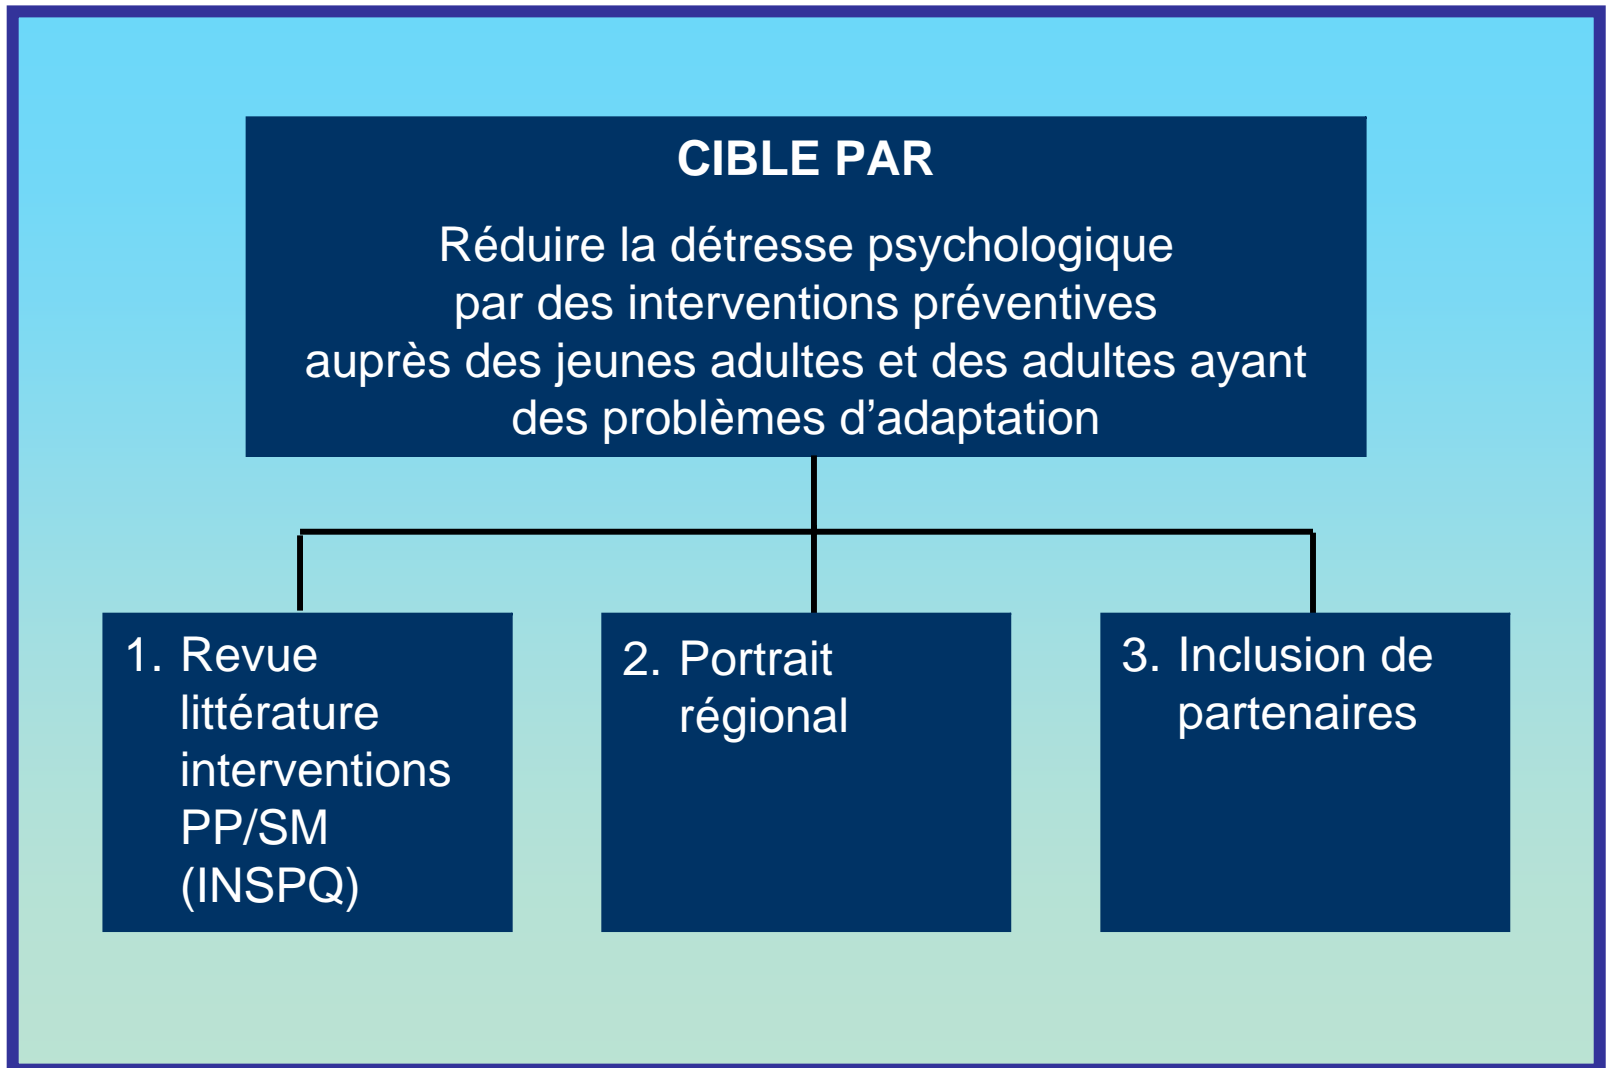 CIBLE PAR
Réduire la détresse psychologique
par des interventions préventives
auprès des jeunes adultes et des adultes ayant
des problèmes d’adaptation
1. Revue
littérature
interventions
PP/SM
(INSPQ)
2. Portrait
régional
3. Inclusion de
partenaires